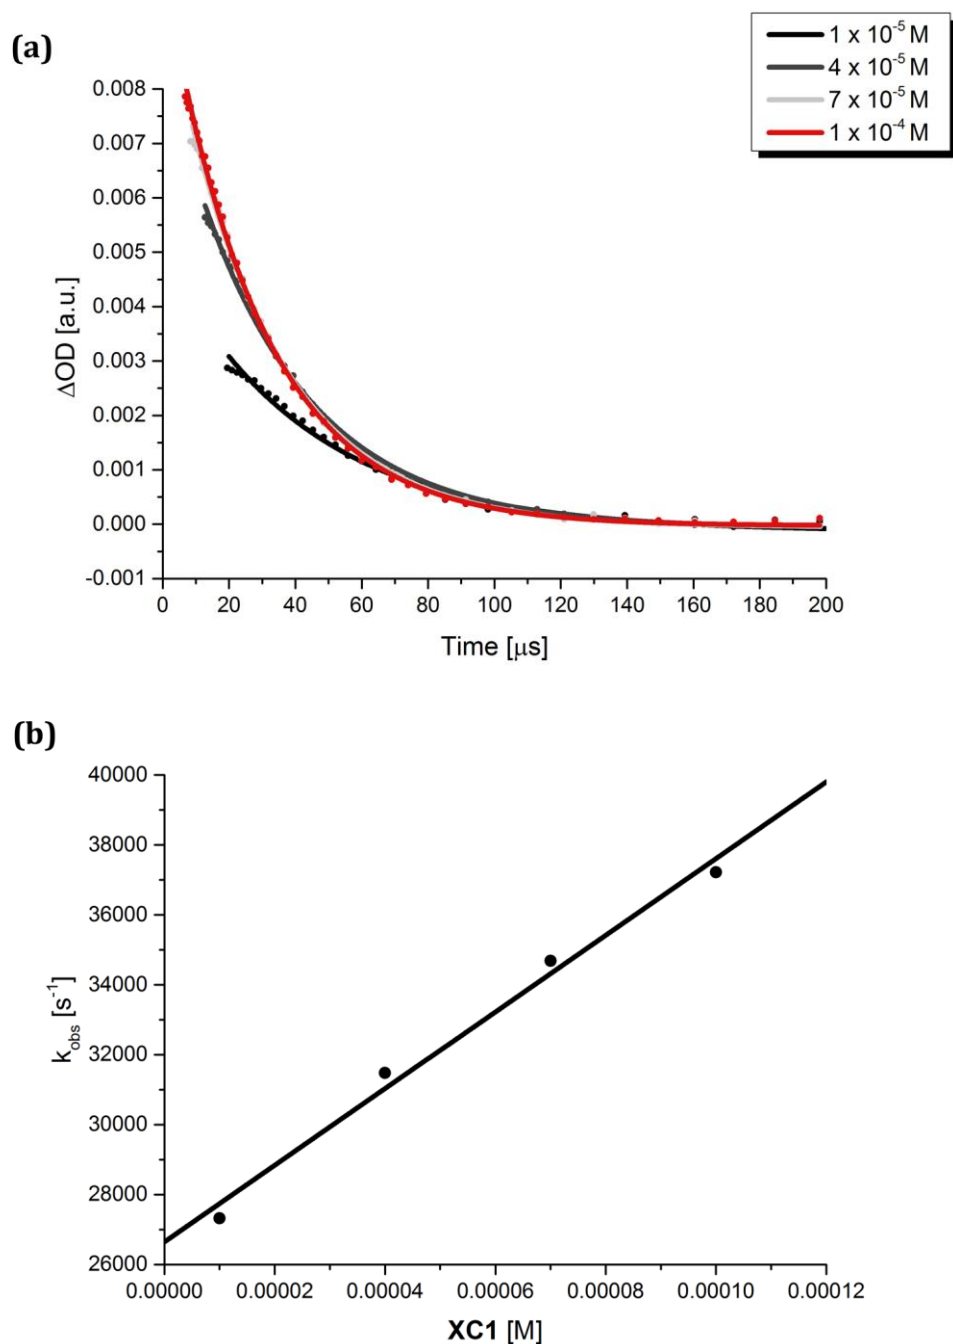 (a)
1 x 10⁻⁵ M
4 x 10⁻⁵ M
7 x 10⁻⁵ M
1 x 10⁻⁴ M
0.008
0.007
0.006
0.005
0.004
0.003
0.002
0.001
0.000
-0.001
ΔOD [a.u.]
0 20 40 60 80 100 120 140 160 180 200
Time [μs]
(b)
40000
38000
36000
34000
32000
30000
28000
26000
k_obs [s⁻¹]
0.00000 0.00002 0.00004 0.00006 0.00008 0.00010 0.00012
XC1 [M]